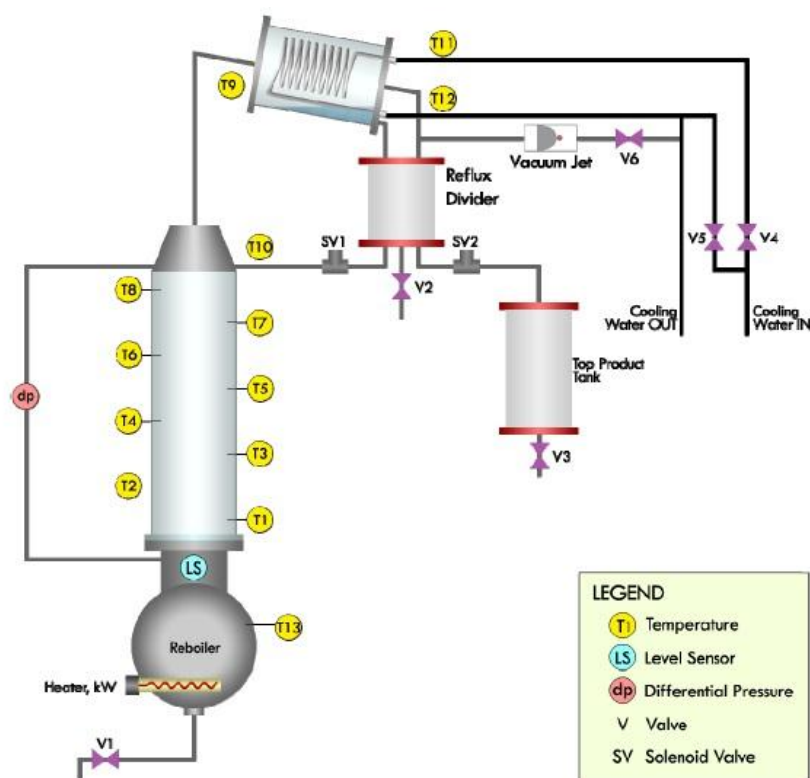 T11
T9
T12
Vacuum Jet
V6
Reflux
Divider
T10
SV1
SV2
V5
V4
T8
V2
T7
Cooling
Water OUT
Cooling
Water IN
T6
Top Product
Tank
dp
T5
T4
T3
V3
T2
T1
LS
LEGEND
T1 Temperature
T13
Reboiler
LS Level Sensor
Heater, kW
dp Differential Pressure
V Valve
V1
SV Solenoid Valve